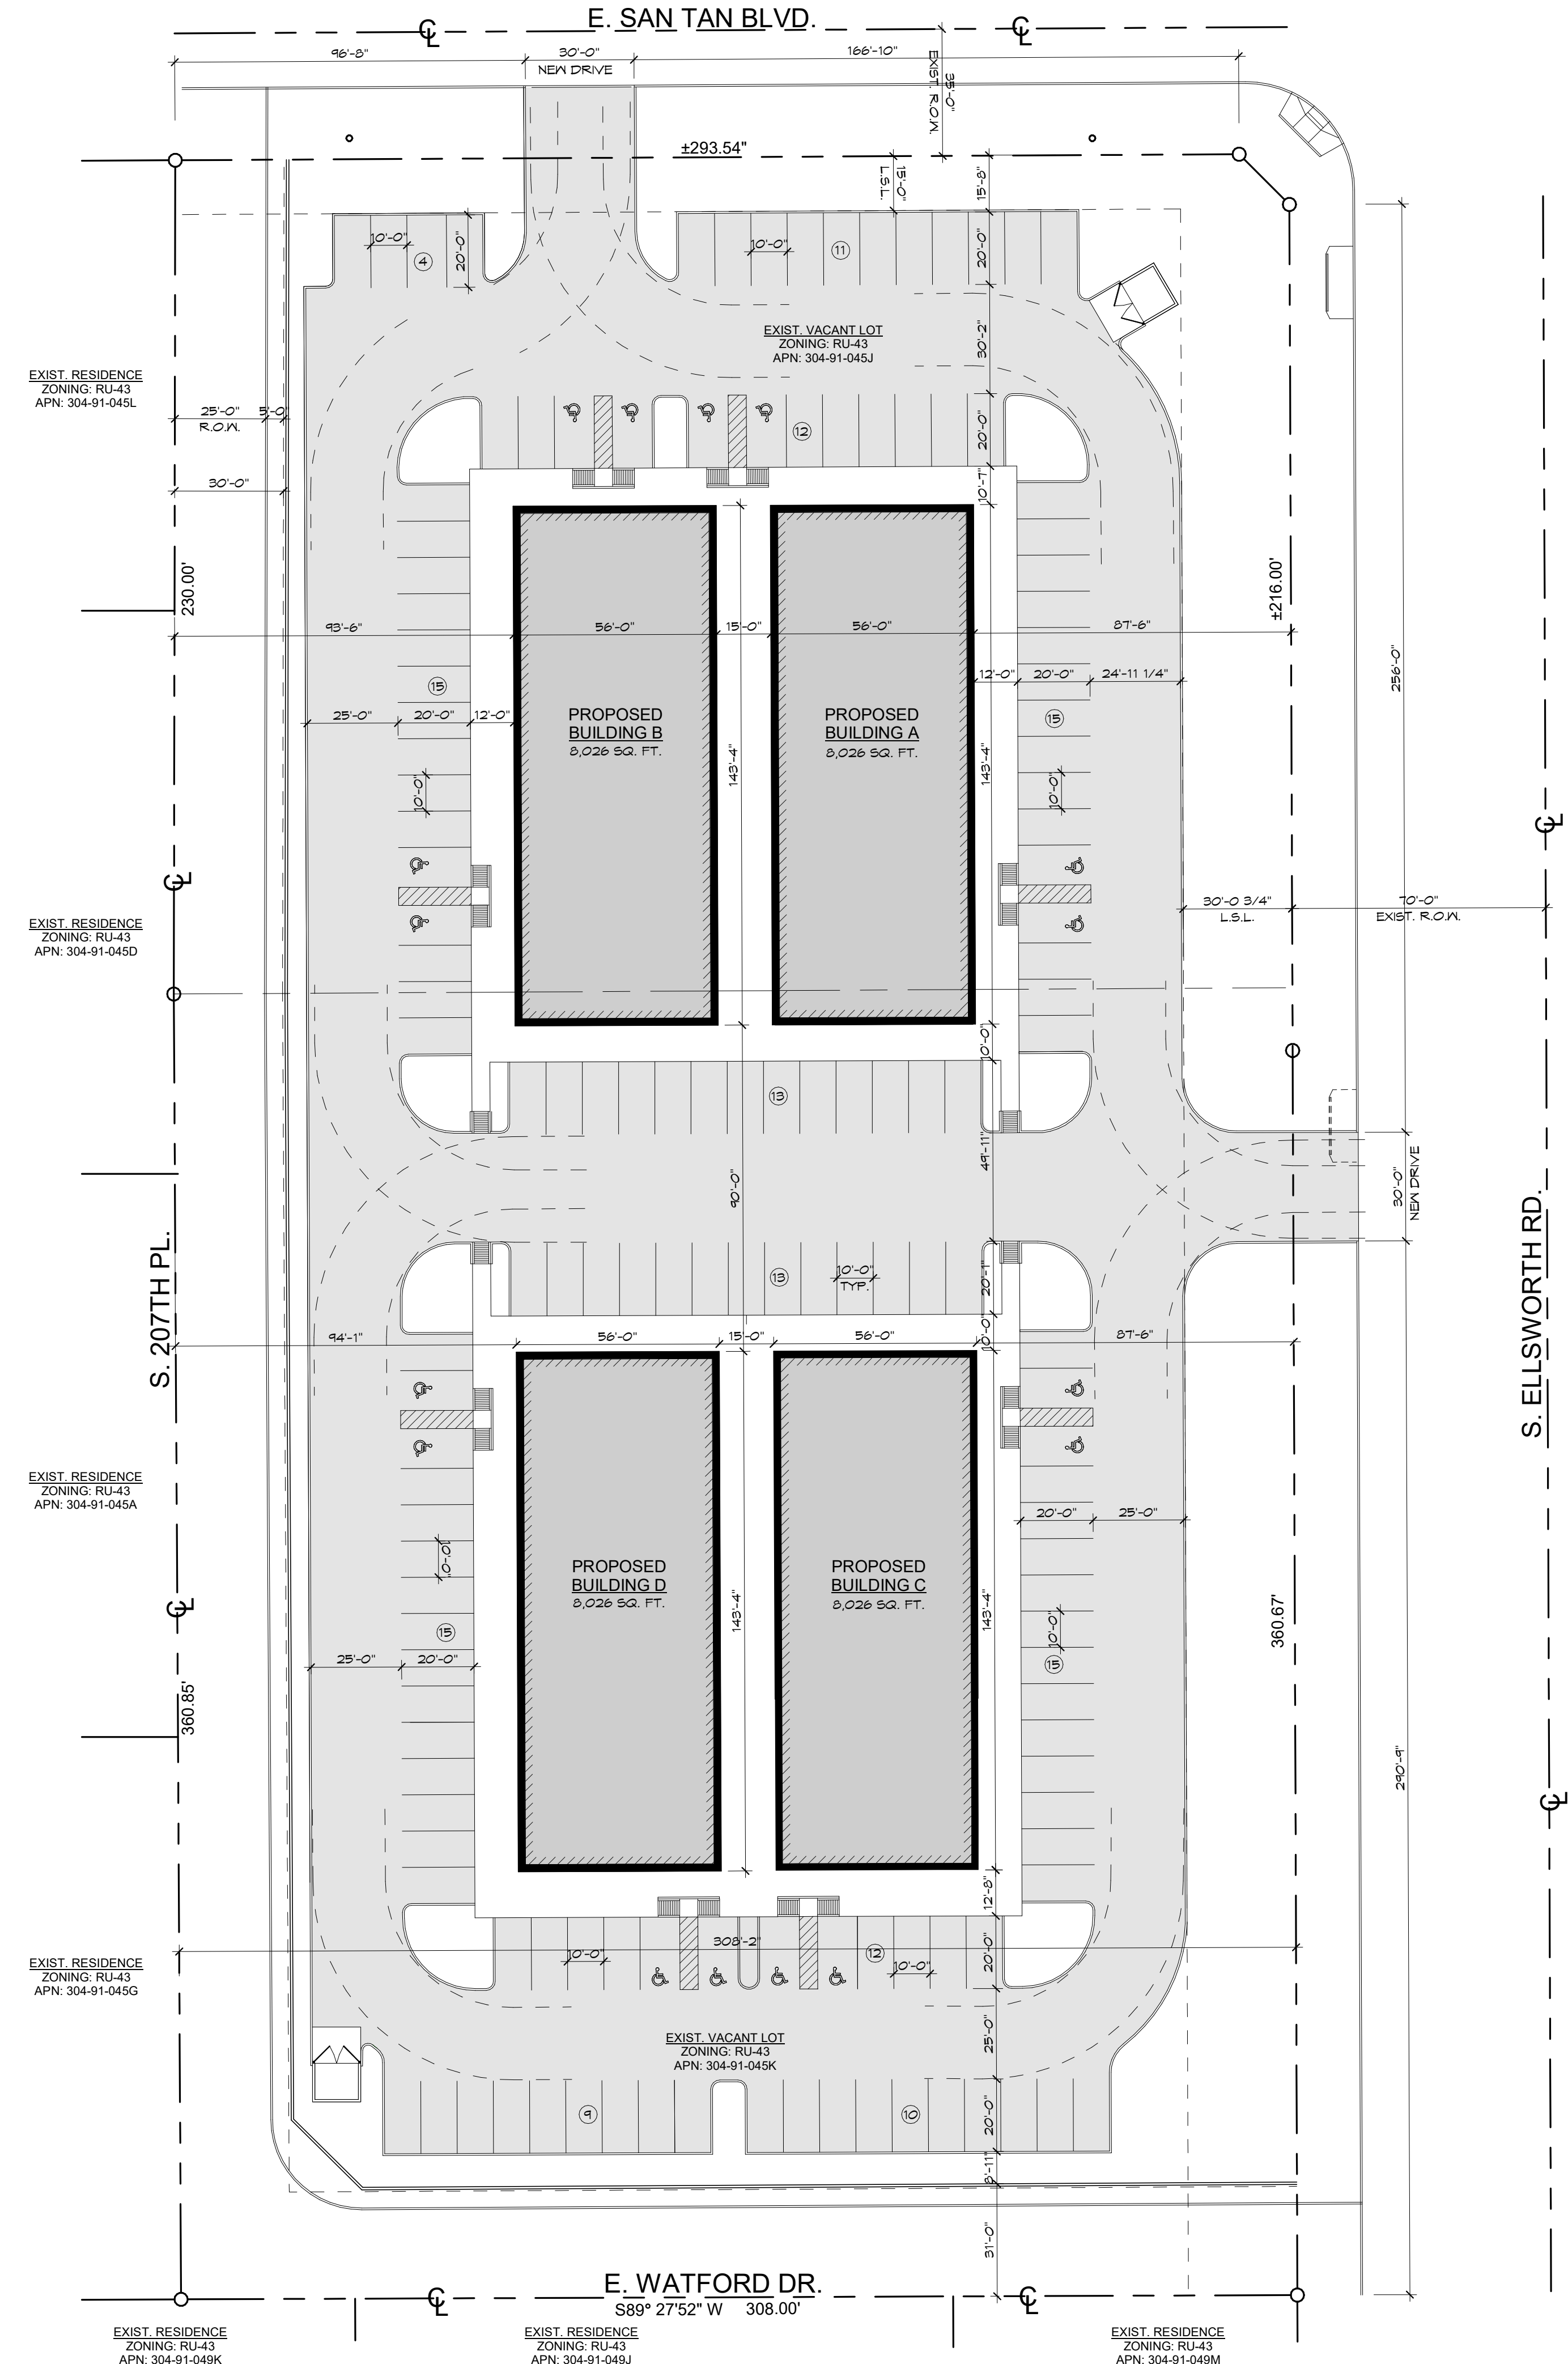 E. SAN TAN BLVD.
96'-8"
30'-0"
NEW DRIVE
166'-10"
35'-0"
EXIST. R.O.W.
±293.54"
15'-0"
L.S.L.
15'-8"
10'-0"
4
20'-0"
10'-0"
11
20'-0"
30'-2"
EXIST. VACANT LOT
ZONING: RU-43
APN: 304-91-045J
EXIST. RESIDENCE
ZONING: RU-43
APN: 304-91-045L
25'-0"
R.O.W.
5'-0
12
20'-0"
30'-0"
10'-7"
230.00'
±216.00'
93'-6"
56'-0"
15'-0"
56'-0"
87'-6"
256'-0"
12'-0"
20'-0"
24'-11 1/4"
15
15
25'-0"
20'-0"
12'-0"
PROPOSED
BUILDING B
8,026 SQ. FT.
PROPOSED
BUILDING A
8,026 SQ. FT.
143'-4"
143'-4"
10'-0"
10'-0"
EXIST. RESIDENCE
ZONING: RU-43
APN: 304-91-045D
30'-0 3/4"
L.S.L.
70'-0"
EXIST. R.O.W.
10'-0"
13
49'-11"
90'-0"
30'-0"
NEW DRIVE
S. 207TH PL.
S. ELLSWORTH RD.
13
10'-0"
TYP.
20'-1"
10'-0"
94'-1"
56'-0"
15'-0"
56'-0"
87'-6"
EXIST. RESIDENCE
ZONING: RU-43
APN: 304-91-045A
20'-0"
25'-0"
10'-0"
PROPOSED
BUILDING D
8,026 SQ. FT.
PROPOSED
BUILDING C
8,026 SQ. FT.
143'-4"
143'-4"
10'-0"
15
15
360.67'
25'-0"
20'-0"
360.85'
290'-9"
12'-8"
308'-2"
10'-0"
12
10'-0"
20'-0"
EXIST. RESIDENCE
ZONING: RU-43
APN: 304-91-045G
25'-0"
EXIST. VACANT LOT
ZONING: RU-43
APN: 304-91-045K
9
10
20'-0"
8'-11"
31'-0"
E. WATFORD DR.
S89° 27'52" W 308.00'
EXIST. RESIDENCE
ZONING: RU-43
APN: 304-91-049K
EXIST. RESIDENCE
ZONING: RU-43
APN: 304-91-049J
EXIST. RESIDENCE
ZONING: RU-43
APN: 304-91-049M